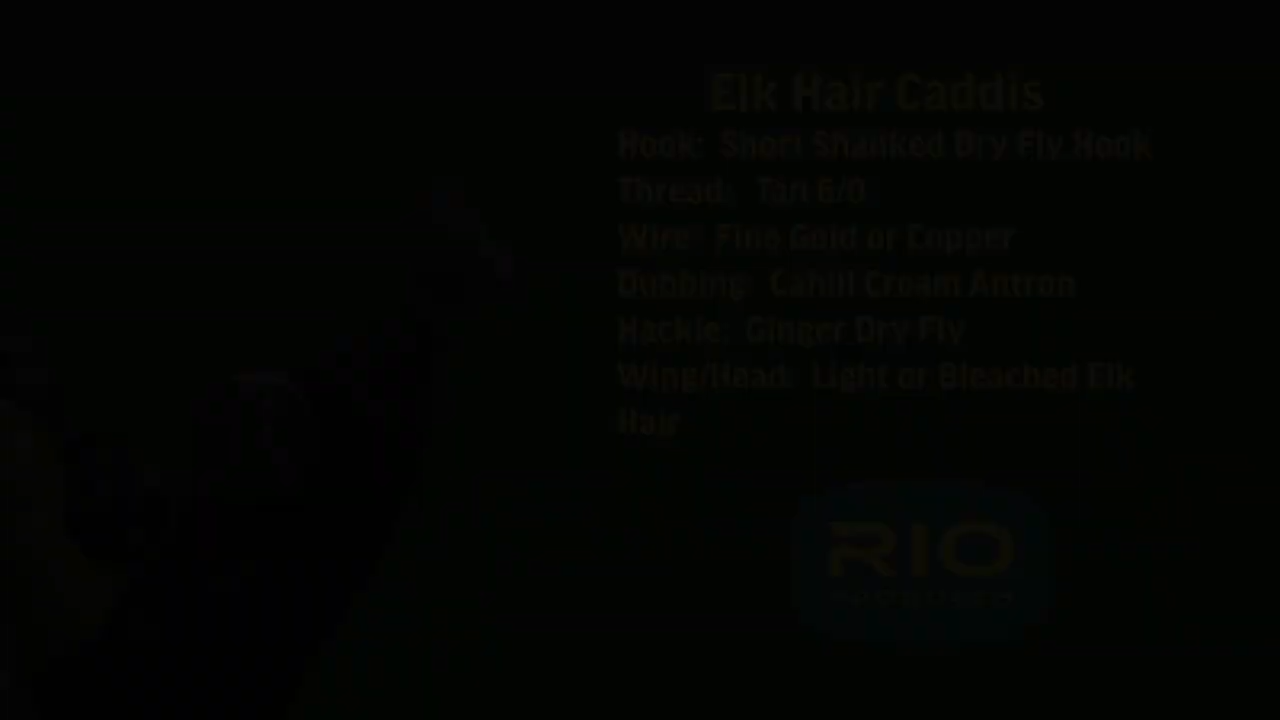 Elk Hair Caddis
Hook: Short Shanked Dry Fly Hook
Thread: Tan 6/0
Wire: Fine Gold or Copper
Dubbing: Cahill Cream Antron
Hackle: Ginger Dry Fly
Wing/Head: Light or Bleached Elk
Hair
RIO